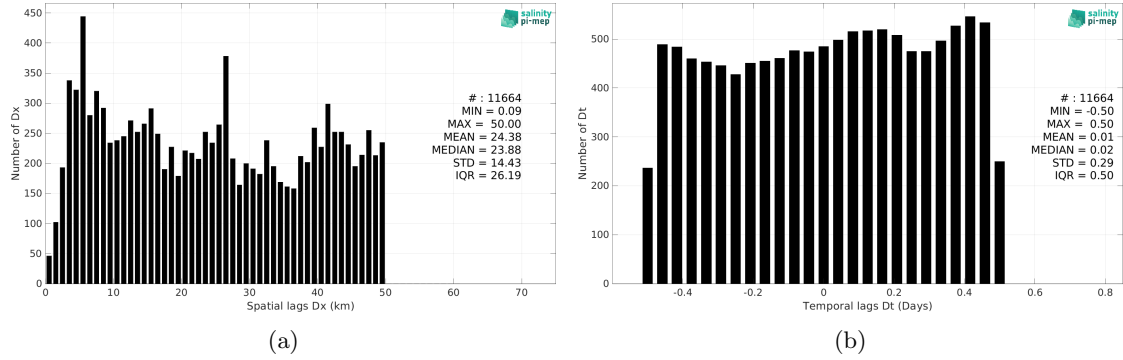 salinity
pi-mep
450
400
350
300
250
200
150
100
50
0
Number of Dx
# : 11664
MIN = 0.09
MAX = 50.00
MEAN = 24.38
MEDIAN = 23.88
STD = 14.43
IQR = 26.19
0 10 20 30 40 50 60 70
Spatial lags Dx (km)
(a)
salinity
pi-mep
500
400
300
200
100
0
Number of Dt
# : 11664
MIN = -0.50
MAX = 0.50
MEAN = 0.01
MEDIAN = 0.02
STD = 0.29
IQR = 0.50
-0.4 -0.2 0 0.2 0.4 0.6 0.8
Temporal lags Dt (Days)
(b)